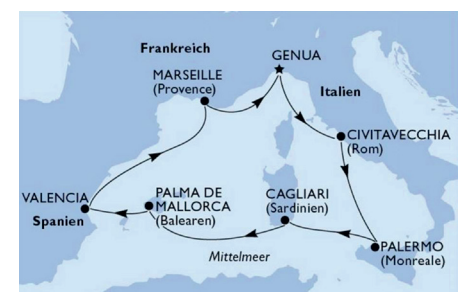 Frankreich
GENUA
MARSEILLE
(Provence)
Italien
CIVITAVECCHIA
(Rom)
VALENCIA
Spanien
PALMA DE
MALLORCA
(Balearen)
CAGLIARI
(Sardinien)
PALERMO
(Monreale)
Mittelmeer